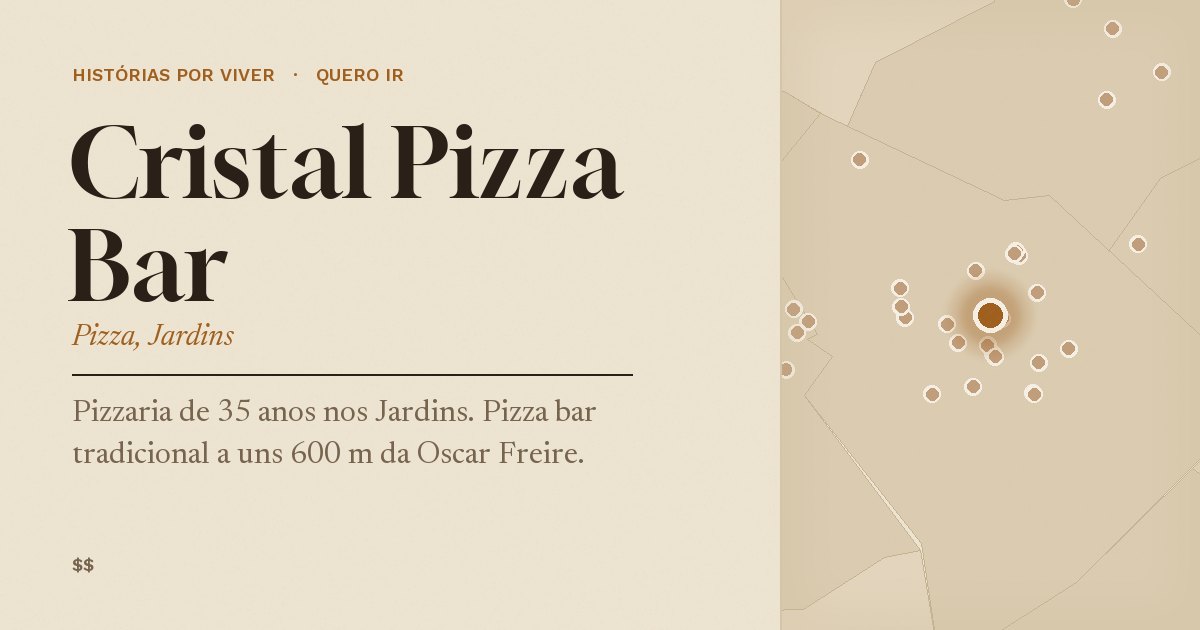 HISTÓRIAS POR VIVER · QUERO IR
Cristal Pizza
Bar
Pizza, Jardins
Pizzaria de 35 anos nos Jardins. Pizza bar
tradicional a uns 600 m da Oscar Freire.
$$